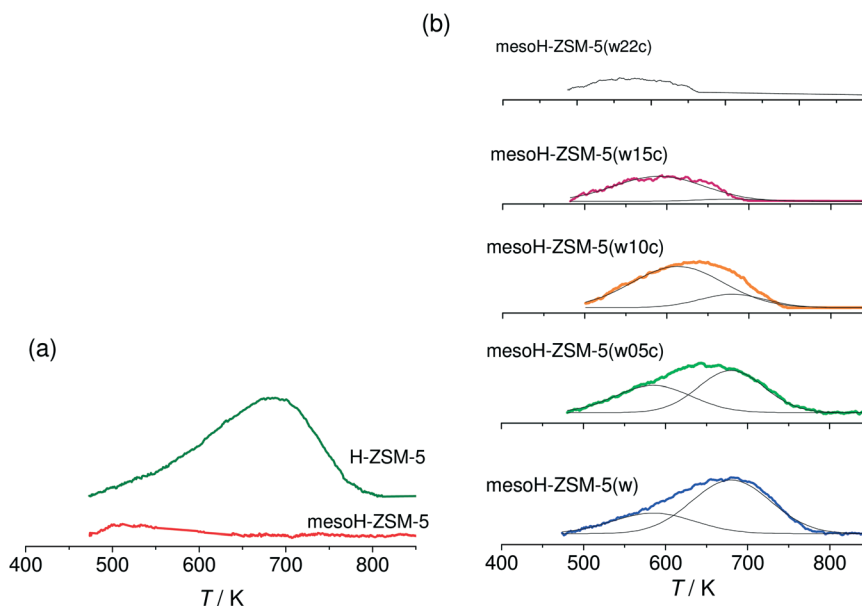 (a)
H-ZSM-5
mesoH-ZSM-5
400 500 600 700 800
T / K
(b)
mesoH-ZSM-5(w22c)
mesoH-ZSM-5(w15c)
mesoH-ZSM-5(w10c)
mesoH-ZSM-5(w05c)
mesoH-ZSM-5(w)
400 500 600 700 800
T / K